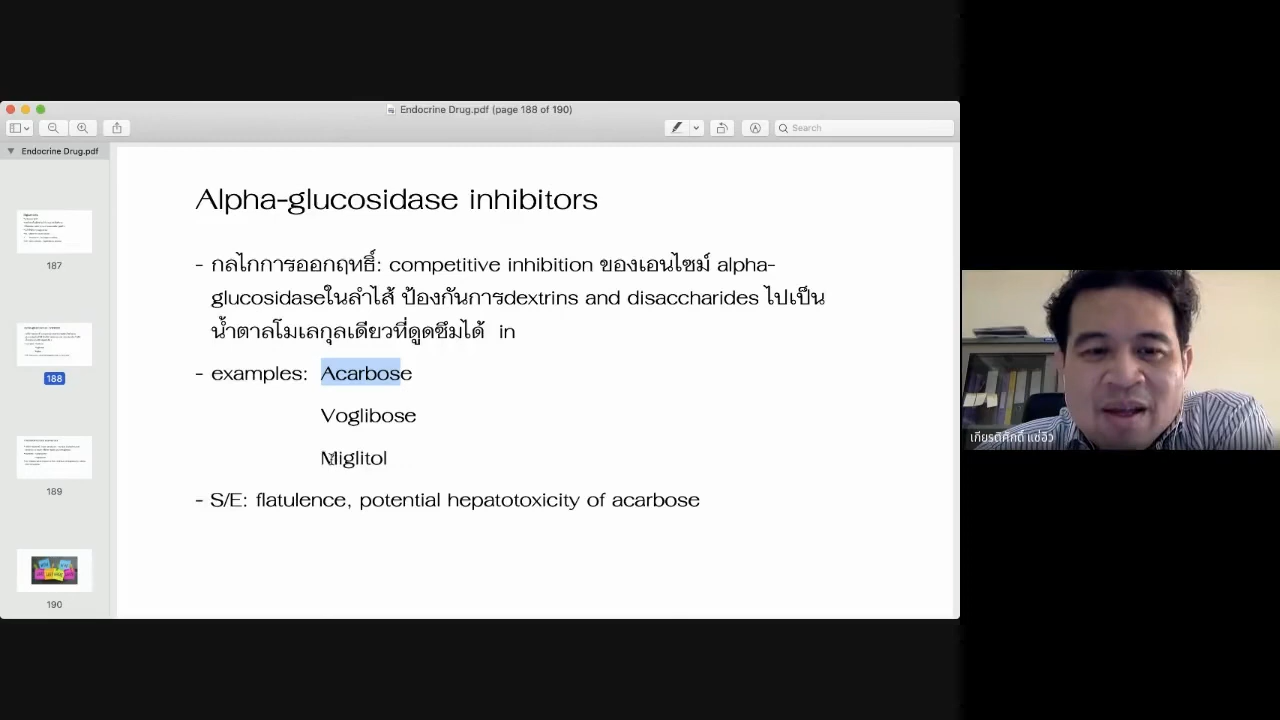 Endocrine Drug.pdf (page 188 of 190)
Search
Endocrine Drug.pdf
187
188
189
190
Alpha-glucosidase inhibitors
- กลไกการออกฤทธิ์: competitive inhibition ของเอนไซม์ alpha-
glucosidaseในลำไส้ ป้องกันการdextrins and disaccharides ไปเป็น
น้ำตาลโมเลกุลเดียวที่ดูดซึมได้ in
- examples: Acarbose
Voglibose
Miglitol
- S/E: flatulence, potential hepatotoxicity of acarbose
เกียรติศักดิ์ แซ่อิว